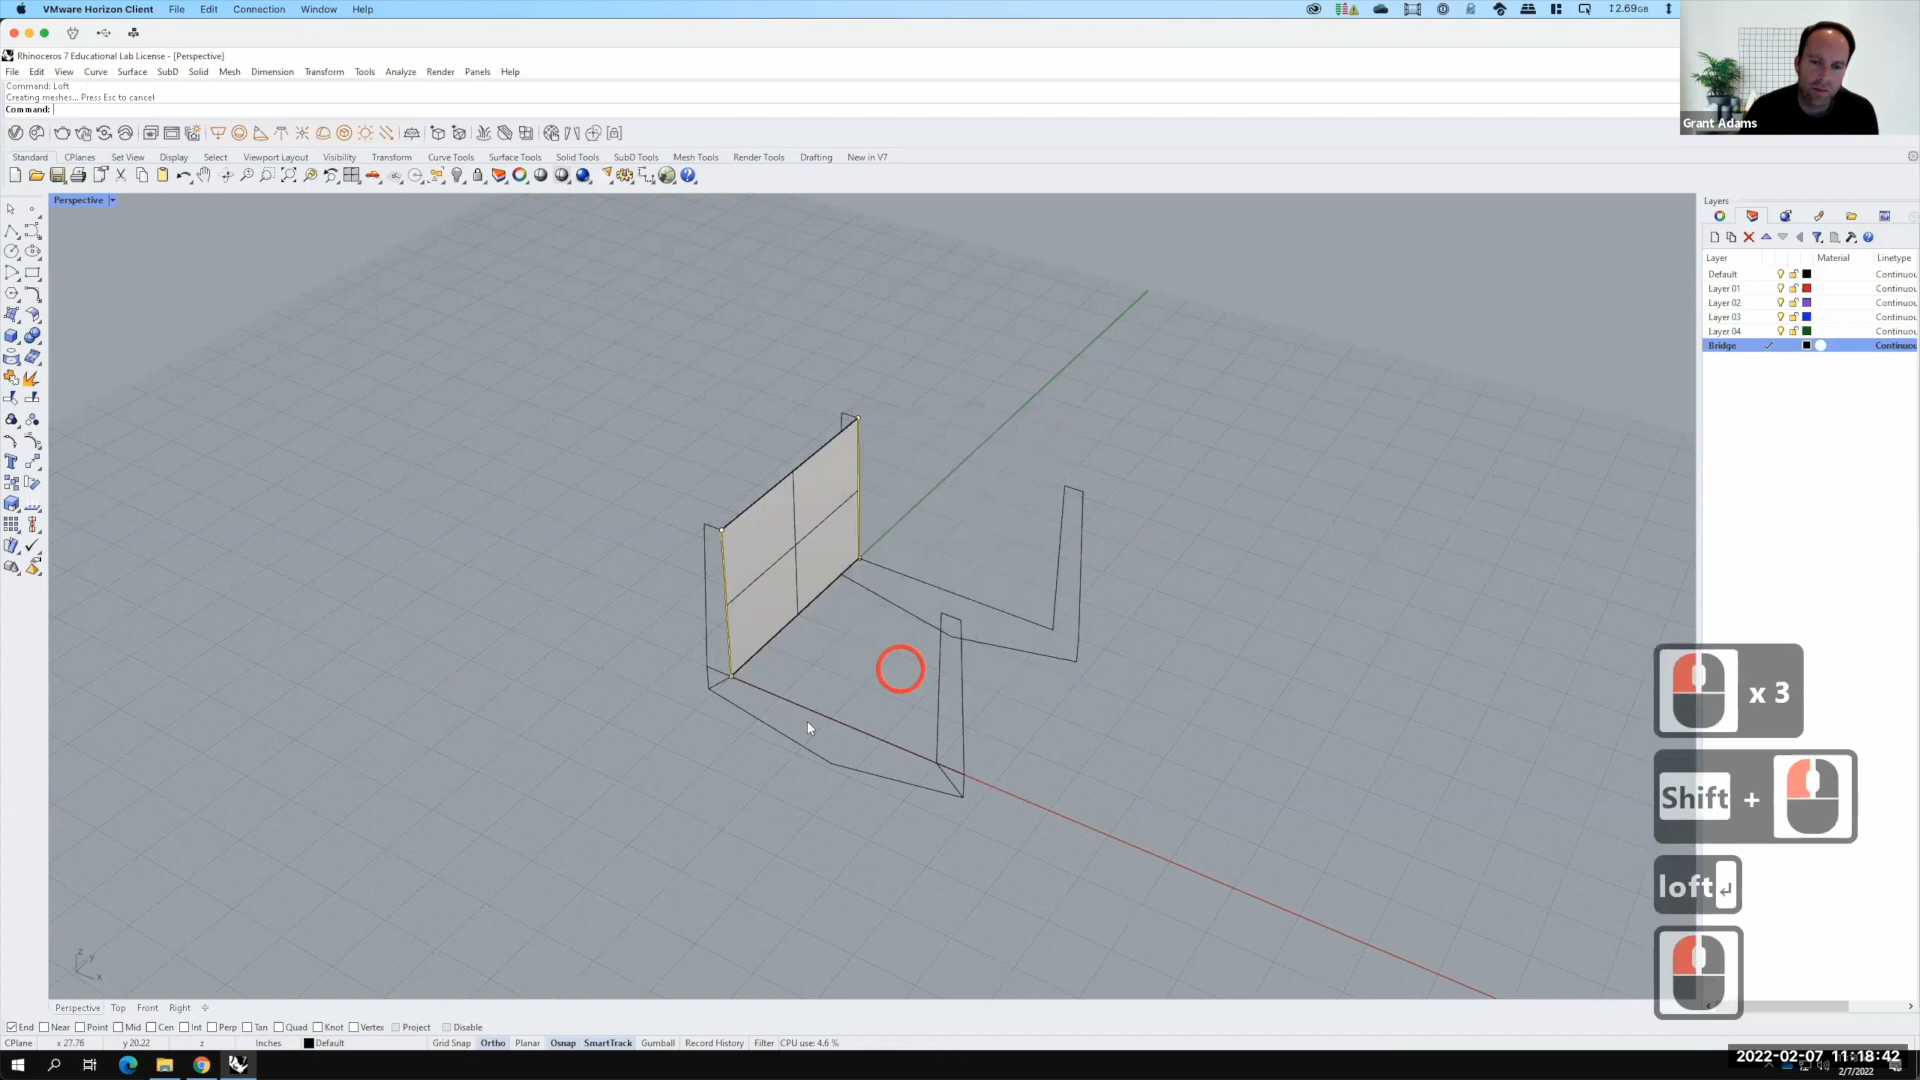 VMware Horizon Client File Edit Connection Window Help
2.69GB
Rhinoceros 7 Educational Lab License - [Perspective]
File Edit View Curve Surface SubD Solid Mesh Dimension Transform Tools Analyze Render Panels Help
Command: Loft
Creating meshes... Press Esc to cancel
Command:
Grant Adams
Standard CPlanes Set View Display Select Viewport Layout Visibility Transform Curve Tools Surface Tools Solid Tools SubD Tools Mesh Tools Render Tools Drafting New in V7
Perspective
Layers
Layer Material Linetype
Default Continuou
Layer 01 Continuou
Layer 02 Continuou
Layer 03 Continuou
Layer 04 Continuou
Bridge Continuou
x 3
Shift +
loft
z y x
Perspective Top Front Right
End Near Point Mid Cen Int Perp Tan Quad Knot Vertex Project Disable
CPlane x 27.76 y 20.22 z Inches Default Grid Snap Ortho Planar Osnap SmartTrack Gumball Record History Filter CPU use: 4.6 %
2022-02-07 11:18:42
2/7/2022